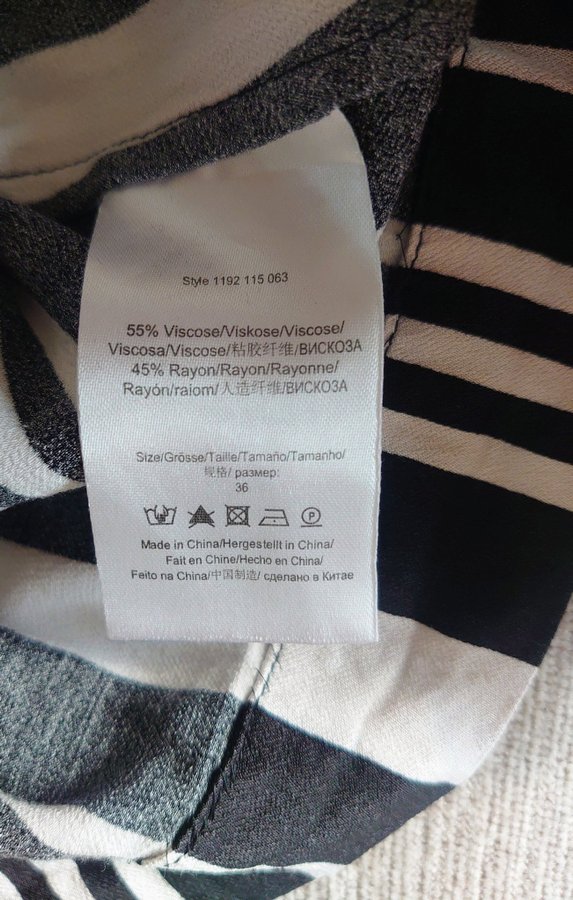 Style 1192 115 063
55% Viscose/Viskose/Viscose/
Viscosa/Viscose/粘胶纤维/ВИСКОЗА
45% Rayon/Rayon/Rayonne/
Rayón/raiom/人造纤维/ВИСКОЗА
Size/Grösse/Taille/Tamaño/Tamanho/
规格/ размер:
36
Made in China/Hergestellt in China/
Fait en Chine/Hecho en China/
Feito na China/中国制造/ сделано в Китае